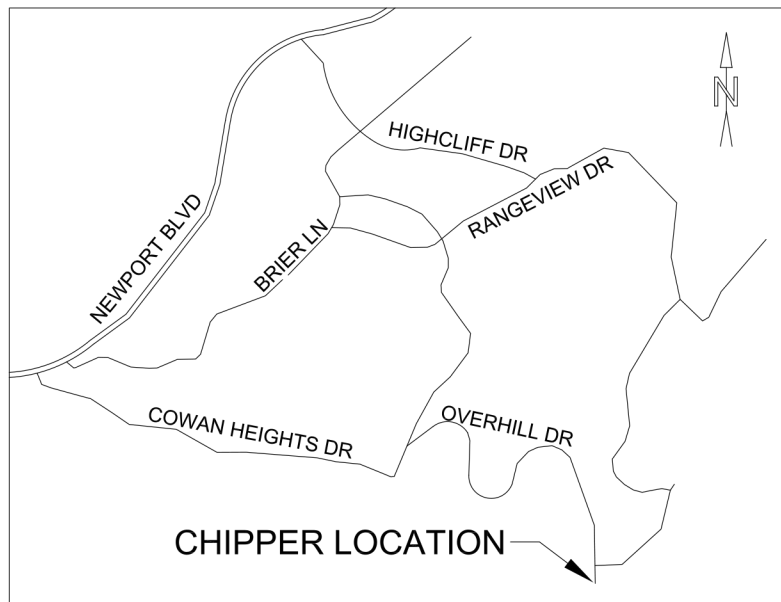 N
HIGHCLIFF DR
RANGEVIEW DR
NEWPORT BLVD
BRIER LN
COWAN HEIGHTS DR
OVERHILL DR
CHIPPER LOCATION